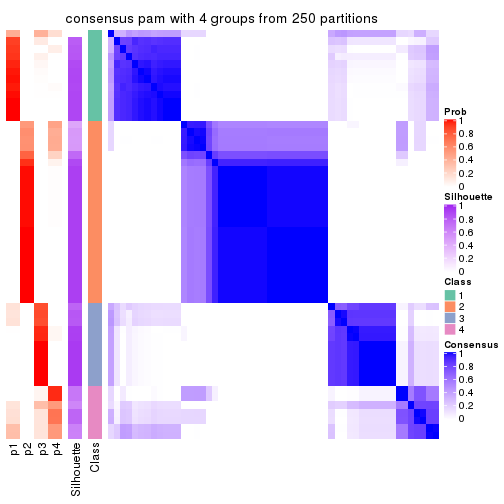 consensus pam with 4 groups from 250 partitions
Prob
1
0.8
0.6
0.4
0.2
0
Silhouette
1
0.8
0.6
0.4
0.2
0
Class
1
2
3
4
Consensus
1
0.8
0.6
0.4
0.2
0
p1
p2
p3
p4
Silhouette
Class